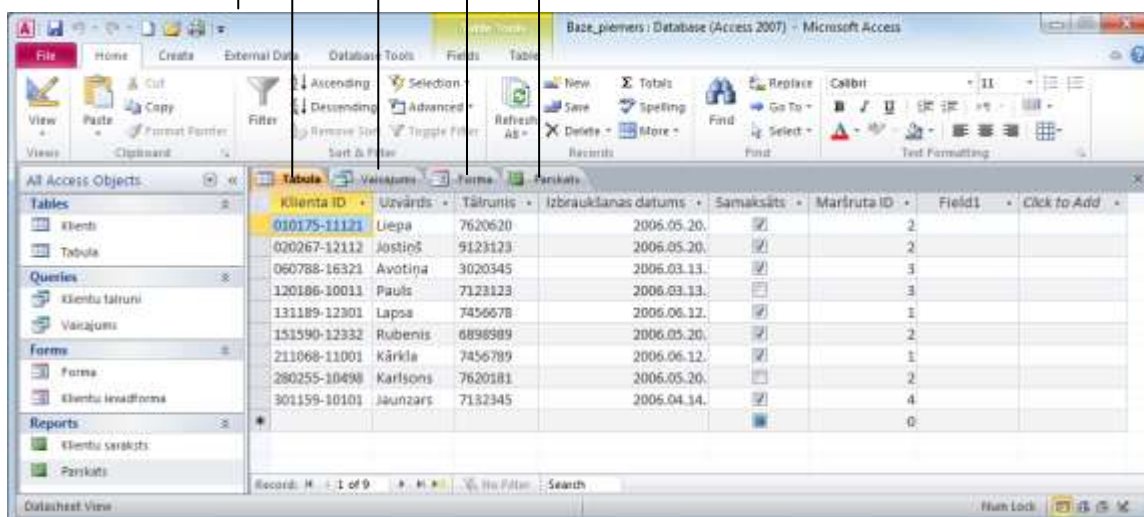 Baze_piemers : Database (Access 2007) - Microsoft Access
File Home Create External Data Database Tools Fields Table
View Paste Cut Copy Format Painter
Filter Ascending Descending Remove Sort Selection Advanced Toggle Filter
Refresh All New Save Delete Totals Spelling More
Find Replace Go To Select
Calibri 11
B I U
Views Clipboard Sort & Filter Records Find Text Formatting
All Access Objects
Tables
Klienti
Tabula
Queries
Klientu talruni
Vaicajums
Forms
Forma
Klientu ievadforma
Reports
Klientu saraksts
Parskats
Tabula Vaicajums Forma Parskats
Klienta ID Uzvārds Tālrunis Izbraukšanas datums Samaksāts Maršruta ID Field1 Click to Add
010175-11121 Liepa 7620620 2006.05.20. 2
020267-12112 Jostiņš 9123123 2006.05.20. 2
060788-16321 Avotiņa 3020345 2006.03.13. 3
120186-10011 Pauls 7123123 2006.03.13. 3
131189-12301 Lapsa 7456678 2006.06.12. 1
151590-12332 Rubenis 6898989 2006.05.20. 2
211068-11001 Kārkla 7456789 2006.06.12. 1
280255-10498 Karlsons 7620181 2006.05.20. 2
301159-10101 Jaunzars 7132345 2006.04.14. 4
0
Record: 1 of 9 No Filter Search
Datasheet View Num Lock